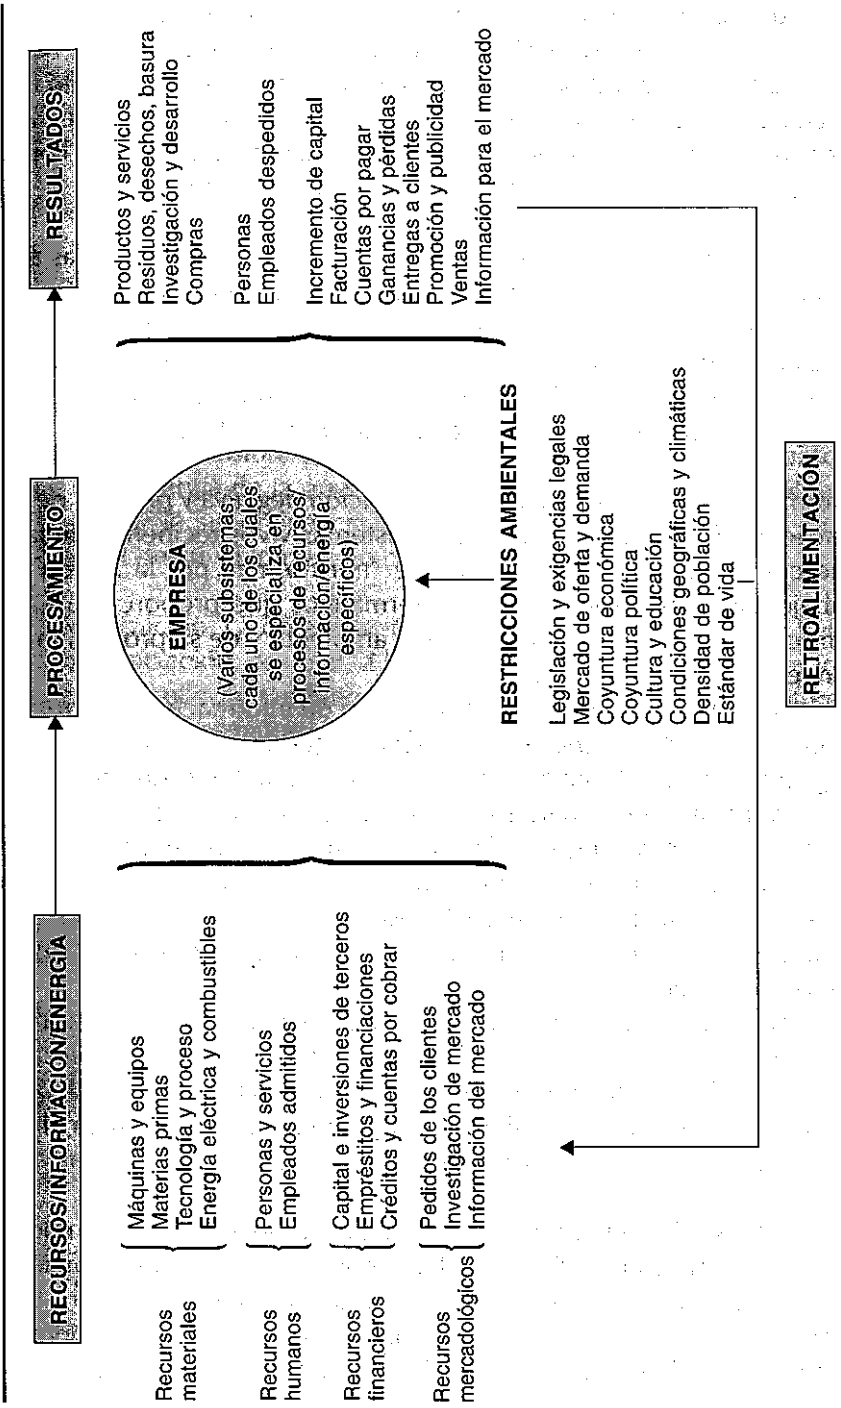 RECURSOS/INFORMACIÓN/ENERGÍA
PROCESAMIENTO
RESULTADOS
Recursos
materiales
Máquinas y equipos
Materias primas
Tecnología y proceso
Energía eléctrica y combustibles
Recursos
humanos
Personas y servicios
Empleados admitidos
Recursos
financieros
Capital e inversiones de terceros
Empréstitos y financiaciones
Créditos y cuentas por cobrar
Recursos
mercadológicos
Pedidos de los clientes
Investigación de mercado
Información del mercado
EMPRESA
(Varios subsistemas,
cada uno de los cuales
se especializa en
procesos de recursos/
información/energía
específicos)
RESTRICCIONES AMBIENTALES
Legislación y exigencias legales
Mercado de oferta y demanda
Coyuntura económica
Coyuntura política
Cultura y educación
Condiciones geográficas y climáticas
Densidad de población
Estándar de vida
Productos y servicios
Residuos, desechos, basura
Investigación y desarrollo
Compras
Personas
Empleados despedidos
Incremento de capital
Facturación
Cuentas por pagar
Ganancias y pérdidas
Entregas a clientes
Promoción y publicidad
Ventas
Información para el mercado
RETROALIMENTACIÓN